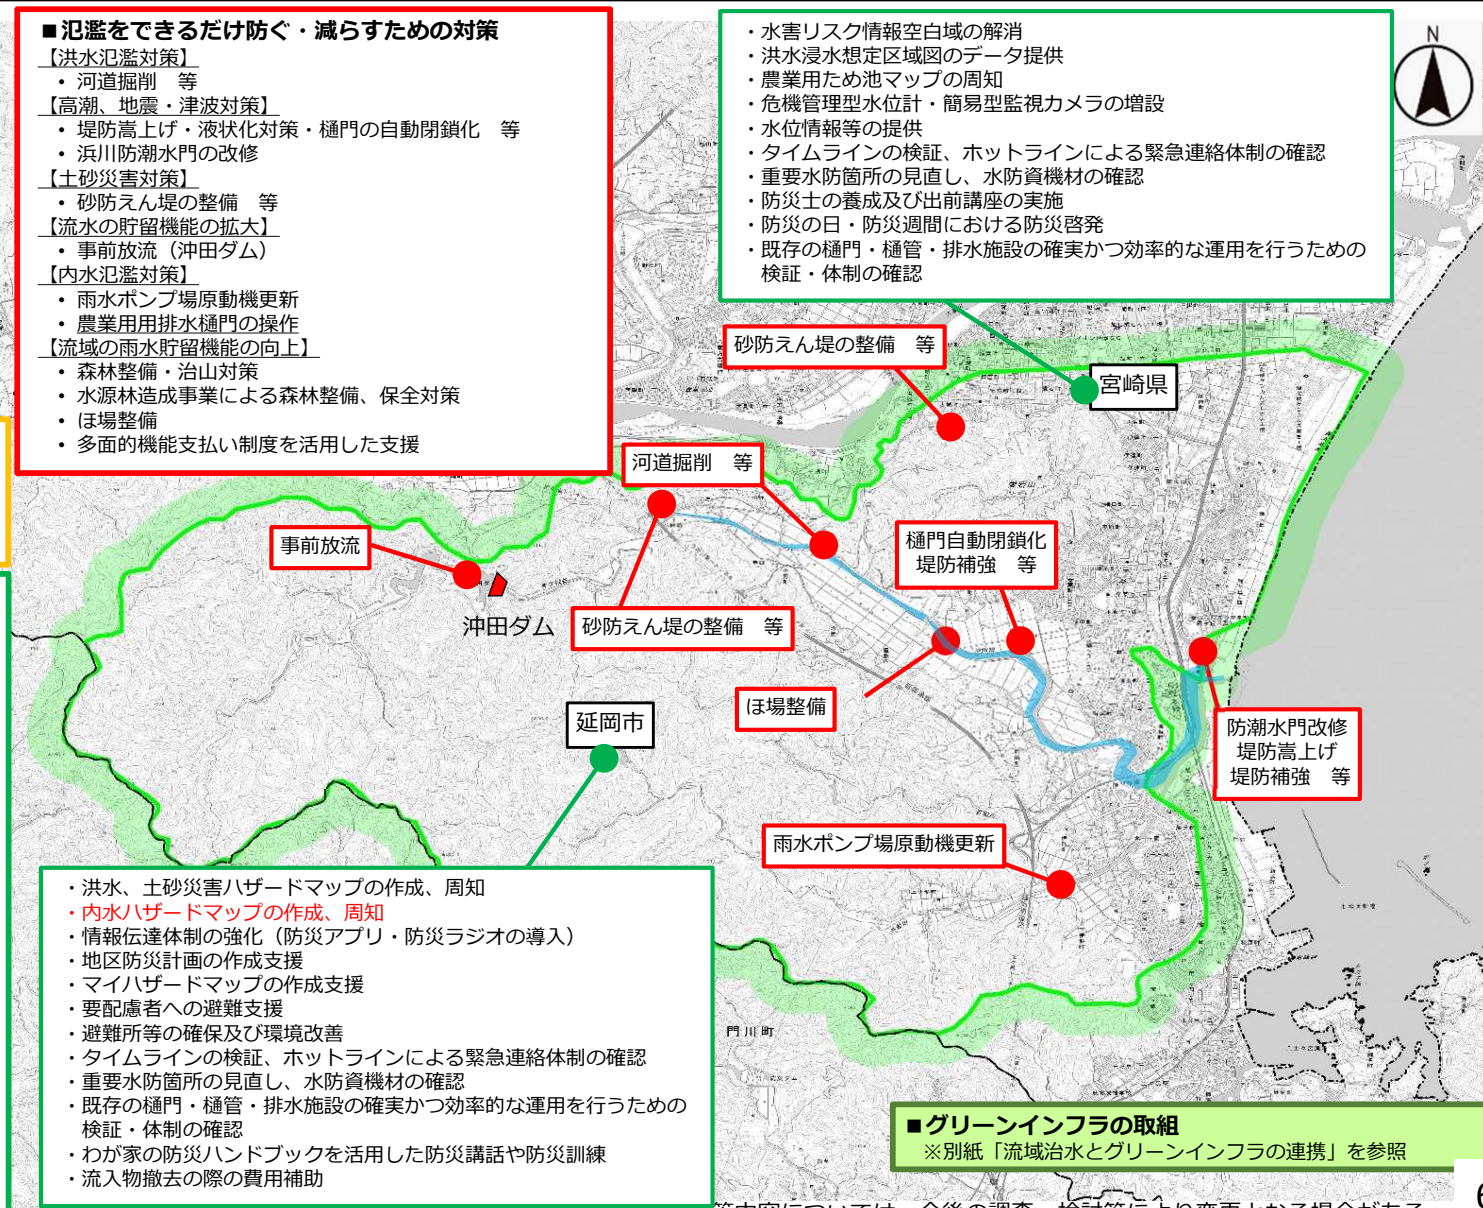 ■氾濫をできるだけ防ぐ・減らすための対策
【洪水氾濫対策】
• 河道掘削　等
【高潮、地震・津波対策】
• 堤防嵩上げ・液状化対策・樋門の自動閉鎖化　等
• 浜川防潮水門の改修
【土砂災害対策】
• 砂防えん堤の整備　等
【流水の貯留機能の拡大】
• 事前放流（沖田ダム）
【内水氾濫対策】
• 雨水ポンプ場原動機更新
• 農業用用排水樋門の操作
【流域の雨水貯留機能の向上】
• 森林整備・治山対策
• 水源林造成事業による森林整備、保全対策
• ほ場整備
• 多面的機能支払い制度を活用した支援
・水害リスク情報空白域の解消
・洪水浸水想定区域図のデータ提供
・農業用ため池マップの周知
・危機管理型水位計・簡易型監視カメラの増設
・水位情報等の提供
・タイムラインの検証、ホットラインによる緊急連絡体制の確認
・重要水防箇所の見直し、水防資機材の確認
・防災士の養成及び出前講座の実施
・防災の日・防災週間における防災啓発
・既存の樋門・樋管・排水施設の確実かつ効率的な運用を行うための
検証・体制の確認
N
砂防えん堤の整備　等
宮崎県
河道掘削　等
事前放流
樋門自動閉鎖化
堤防補強　等
沖田ダム
砂防えん堤の整備　等
ほ場整備
延岡市
防潮水門改修
堤防嵩上げ
堤防補強　等
雨水ポンプ場原動機更新
・洪水、土砂災害ハザードマップの作成、周知
・内水ハザードマップの作成、周知
・情報伝達体制の強化（防災アプリ・防災ラジオの導入）
・地区防災計画の作成支援
・マイハザードマップの作成支援
・要配慮者への避難支援
・避難所等の確保及び環境改善
・タイムラインの検証、ホットラインによる緊急連絡体制の確認
・重要水防箇所の見直し、水防資機材の確認
・既存の樋門・樋管・排水施設の確実かつ効率的な運用を行うための
検証・体制の確認
・わが家の防災ハンドブックを活用した防災講話や防災訓練
・流入物撤去の際の費用補助
門川町
■グリーンインフラの取組
※別紙「流域治水とグリーンインフラの連携」を参照
等内容については、今後の調査、検討等により変更となる場合がある